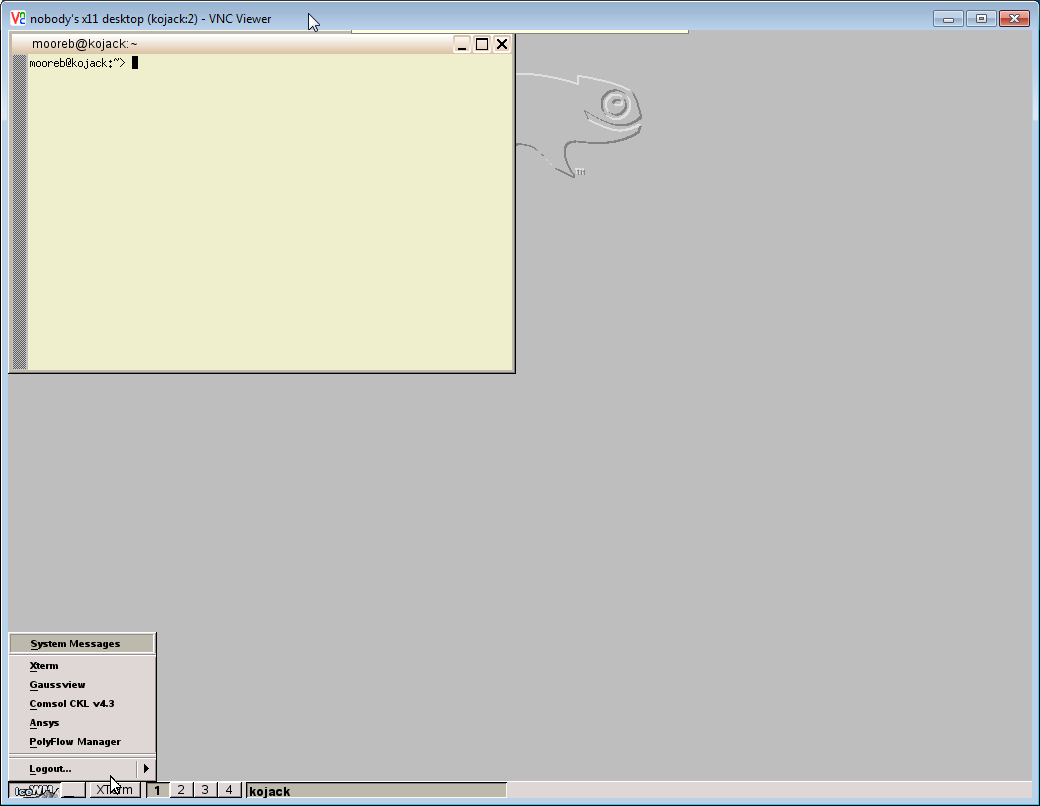 nobody's x11 desktop (kojack:2) - VNC Viewer
mooreb@kojack:~
mooreb@kojack:~>
TM
System Messages
Xterm
Gaussview
Comsol CKL v4.3
Ansys
PolyFlow Manager
Logout...
IceWM XTerm 1 2 3 4 kojack